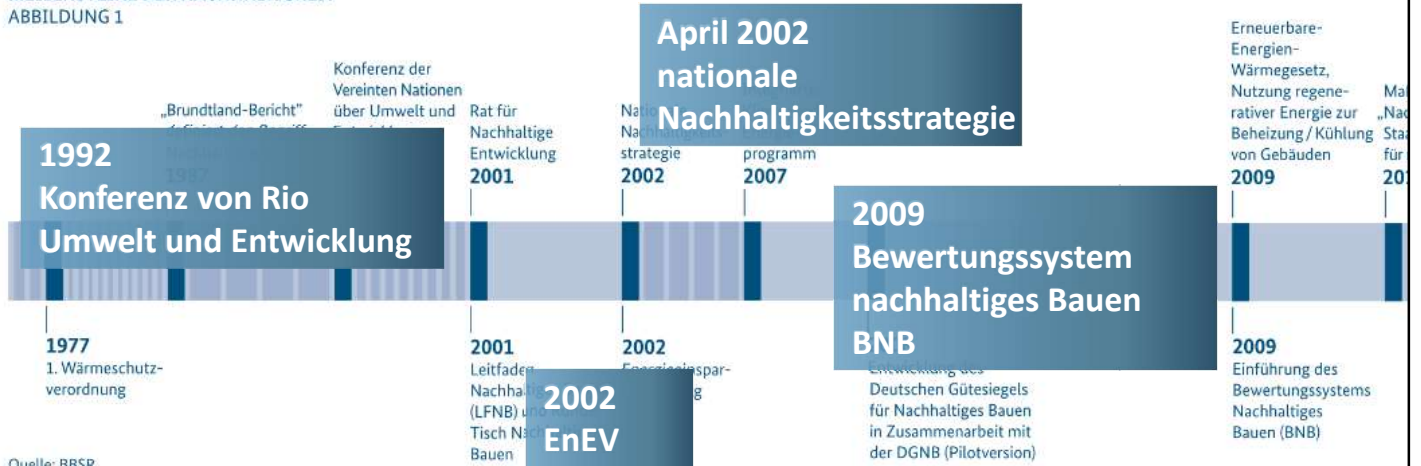 ABBILDUNG 1
„Brundtland-Bericht"
Konferenz der
Vereinten Nationen
über Umwelt und
Rat für
Nachhaltige
Entwicklung
2001
strategie
2002
programm
2007
Erneuerbare-
Energien-
Wärmegesetz,
Nutzung regene-
rativer Energie zur
Beheizung / Kühlung
von Gebäuden
2009
für
April 2002
nationale
Nachhaltigkeitsstrategie
1992
Konferenz von Rio
Umwelt und Entwicklung
2009
Bewertungssystem
nachhaltiges Bauen
BNB
1977
1. Wärmeschutz-
verordnung
2001
Leitfaden
(LFNB)
Tisch
Bauen
2002
2002
EnEV
Entwicklung des
Deutschen Gütesiegels
für Nachhaltiges Bauen
in Zusammenarbeit mit
der DGNB (Pilotversion)
2009
Einführung des
Bewertungssystems
Nachhaltiges
Bauen (BNB)
Quelle: BBSR